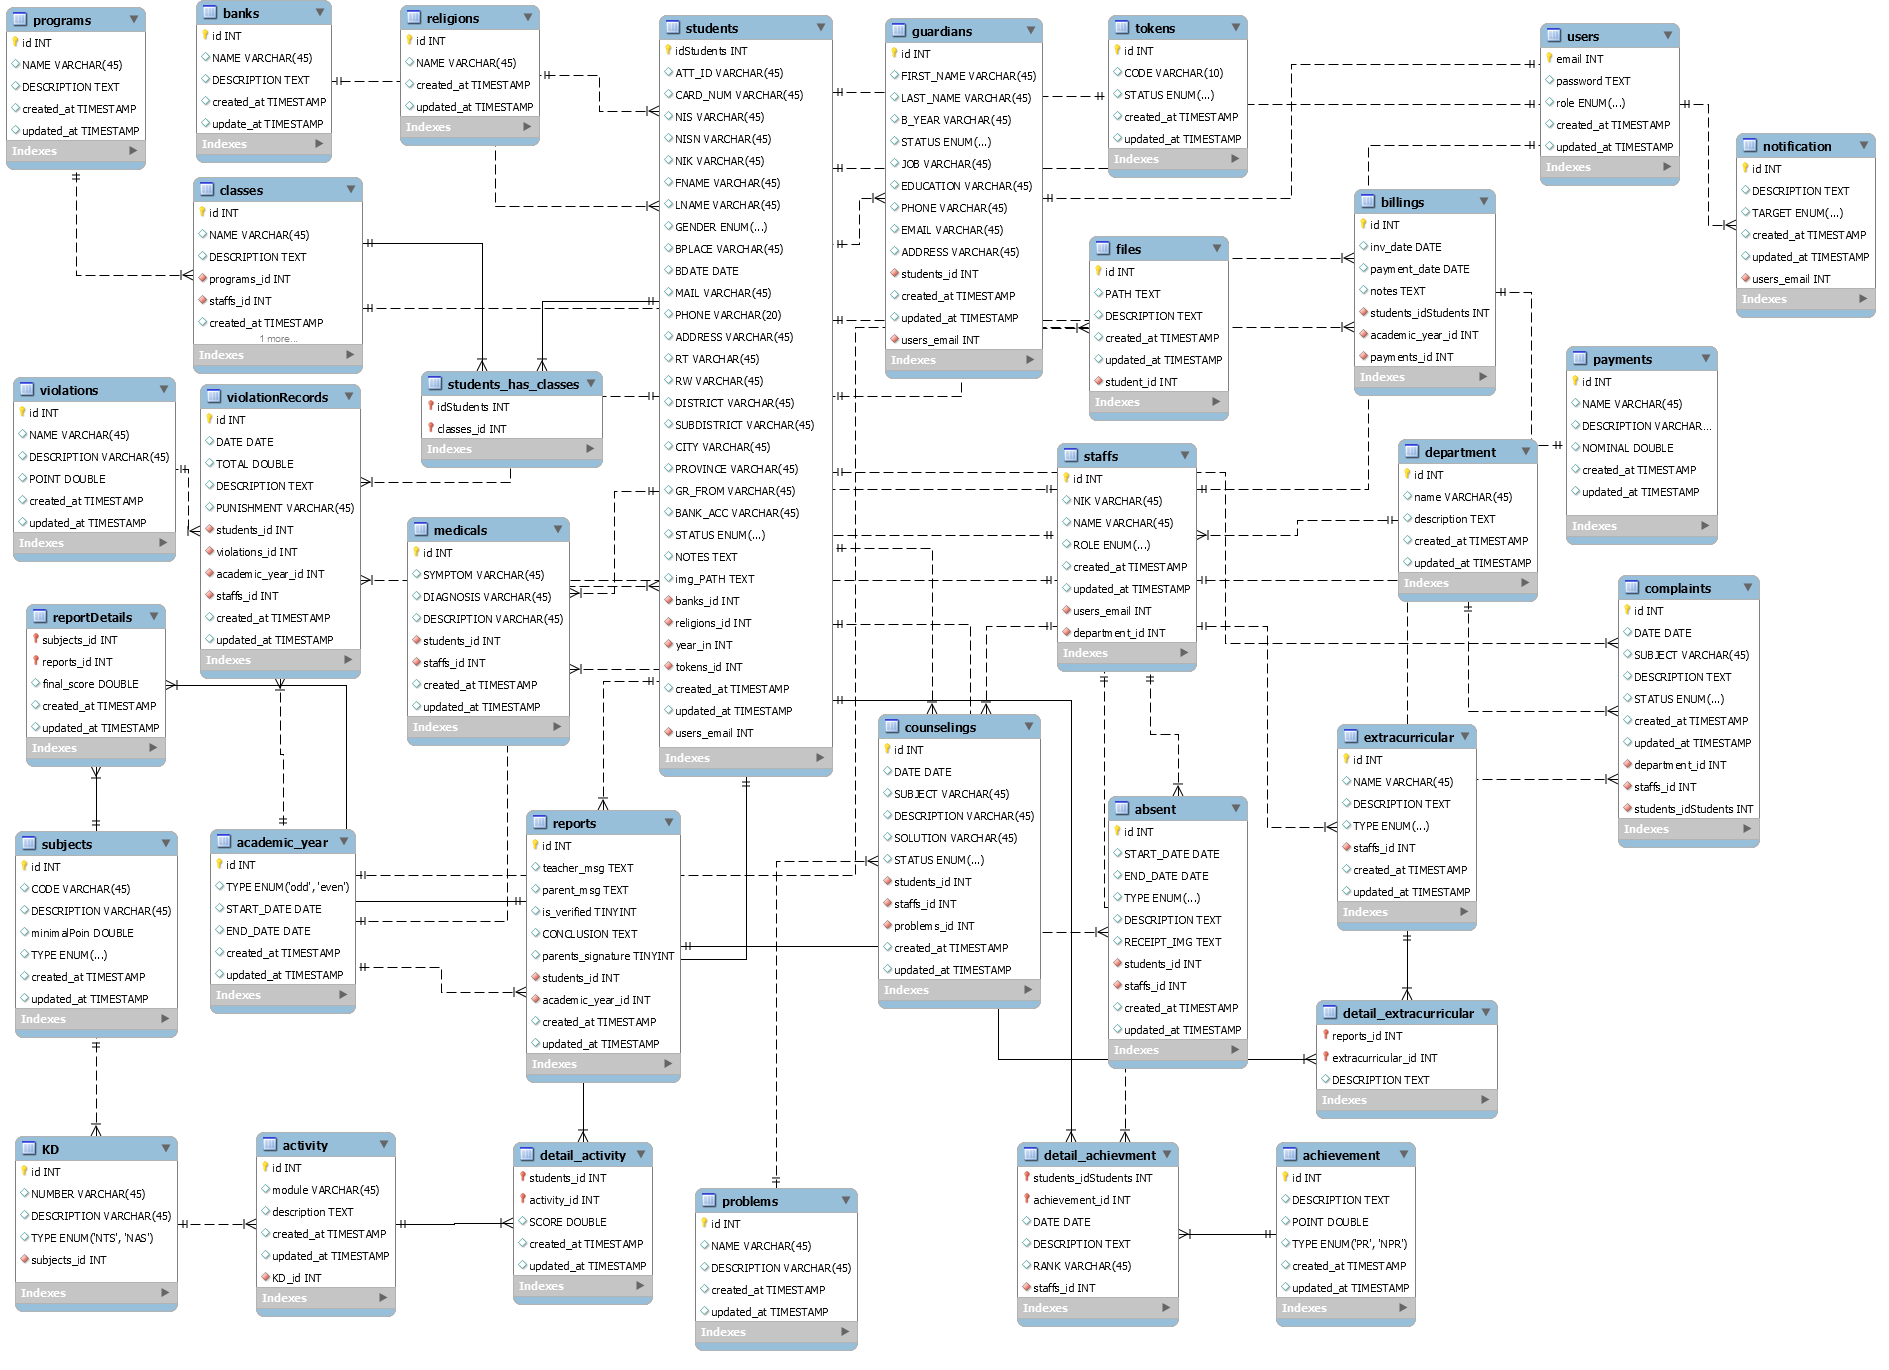 programs
id INT
NAME VARCHAR(45)
DESCRIPTION TEXT
created_at TIMESTAMP
updated_at TIMESTAMP
Indexes
banks
id INT
NAME VARCHAR(45)
DESCRIPTION TEXT
created_at TIMESTAMP
update_at TIMESTAMP
Indexes
religions
id INT
NAME VARCHAR(45)
created_at TIMESTAMP
updated_at TIMESTAMP
Indexes
students
idStudents INT
ATT_ID VARCHAR(45)
CARD_NUM VARCHAR(45)
NIS VARCHAR(45)
NISN VARCHAR(45)
NIK VARCHAR(45)
FNAME VARCHAR(45)
LNAME VARCHAR(45)
GENDER ENUM(...)
BPLACE VARCHAR(45)
BDATE DATE
MAIL VARCHAR(45)
PHONE VARCHAR(20)
ADDRESS VARCHAR(45)
RT VARCHAR(45)
RW VARCHAR(45)
DISTRICT VARCHAR(45)
SUBDISTRICT VARCHAR(45)
CITY VARCHAR(45)
PROVINCE VARCHAR(45)
GR_FROM VARCHAR(45)
BANK_ACC VARCHAR(45)
STATUS ENUM(...)
NOTES TEXT
img_PATH TEXT
banks_id INT
religions_id INT
year_in INT
tokens_id INT
created_at TIMESTAMP
updated_at TIMESTAMP
users_email INT
Indexes
guardians
id INT
FIRST_NAME VARCHAR(45)
LAST_NAME VARCHAR(45)
B_YEAR VARCHAR(45)
STATUS ENUM(...)
JOB VARCHAR(45)
EDUCATION VARCHAR(45)
PHONE VARCHAR(45)
EMAIL VARCHAR(45)
ADDRESS VARCHAR(45)
students_id INT
created_at TIMESTAMP
updated_at TIMESTAMP
users_email INT
Indexes
tokens
id INT
CODE VARCHAR(10)
STATUS ENUM(...)
created_at TIMESTAMP
updated_at TIMESTAMP
Indexes
users
email INT
password TEXT
role ENUM(...)
created_at TIMESTAMP
updated_at TIMESTAMP
Indexes
notification
id INT
DESCRIPTION TEXT
TARGET ENUM(...)
created_at TIMESTAMP
updated_at TIMESTAMP
users_email INT
Indexes
classes
id INT
NAME VARCHAR(45)
DESCRIPTION TEXT
programs_id INT
staffs_id INT
created_at TIMESTAMP
1 more...
Indexes
files
id INT
PATH TEXT
DESCRIPTION TEXT
created_at TIMESTAMP
updated_at TIMESTAMP
student_id INT
Indexes
billings
id INT
inv_date DATE
payment_date DATE
notes TEXT
students_idStudents INT
academic_year_id INT
payments_id INT
Indexes
payments
id INT
NAME VARCHAR(45)
DESCRIPTION VARCHAR...
NOMINAL DOUBLE
created_at TIMESTAMP
updated_at TIMESTAMP
Indexes
violations
id INT
NAME VARCHAR(45)
DESCRIPTION VARCHAR(45)
POINT DOUBLE
created_at TIMESTAMP
updated_at TIMESTAMP
Indexes
violationRecords
id INT
DATE DATE
TOTAL DOUBLE
DESCRIPTION TEXT
PUNISHMENT VARCHAR(45)
students_id INT
violations_id INT
academic_year_id INT
staffs_id INT
created_at TIMESTAMP
updated_at TIMESTAMP
Indexes
students_has_classes
idStudents INT
classes_id INT
Indexes
medicals
id INT
SYMPTOM VARCHAR(45)
DIAGNOSIS VARCHAR(45)
DESCRIPTION VARCHAR(45)
students_id INT
staffs_id INT
created_at TIMESTAMP
updated_at TIMESTAMP
Indexes
staffs
id INT
NIK VARCHAR(45)
NAME VARCHAR(45)
ROLE ENUM(...)
created_at TIMESTAMP
updated_at TIMESTAMP
users_email INT
department_id INT
Indexes
department
id INT
name VARCHAR(45)
description TEXT
created_at TIMESTAMP
updated_at TIMESTAMP
Indexes
complaints
id INT
DATE DATE
SUBJECT VARCHAR(45)
DESCRIPTION TEXT
STATUS ENUM(...)
created_at TIMESTAMP
updated_at TIMESTAMP
department_id INT
staffs_id INT
students_idStudents INT
Indexes
reportDetails
subjects_id INT
reports_id INT
final_score DOUBLE
created_at TIMESTAMP
updated_at TIMESTAMP
Indexes
subjects
id INT
CODE VARCHAR(45)
DESCRIPTION VARCHAR(45)
minimalPoin DOUBLE
TYPE ENUM(...)
created_at TIMESTAMP
updated_at TIMESTAMP
Indexes
academic_year
id INT
TYPE ENUM('odd', 'even')
START_DATE DATE
END_DATE DATE
created_at TIMESTAMP
updated_at TIMESTAMP
Indexes
reports
id INT
teacher_msg TEXT
parent_msg TEXT
is_verified TINYINT
CONCLUSION TEXT
parents_signature TINYINT
students_id INT
academic_year_id INT
created_at TIMESTAMP
updated_at TIMESTAMP
Indexes
counselings
id INT
DATE DATE
SUBJECT VARCHAR(45)
DESCRIPTION VARCHAR(45)
SOLUTION VARCHAR(45)
STATUS ENUM(...)
students_id INT
staffs_id INT
problems_id INT
created_at TIMESTAMP
updated_at TIMESTAMP
Indexes
absent
id INT
START_DATE DATE
END_DATE DATE
TYPE ENUM(...)
DESCRIPTION TEXT
RECEIPT_IMG TEXT
students_id INT
staffs_id INT
created_at TIMESTAMP
updated_at TIMESTAMP
Indexes
extracurricular
id INT
NAME VARCHAR(45)
DESCRIPTION TEXT
TYPE ENUM(...)
staffs_id INT
created_at TIMESTAMP
updated_at TIMESTAMP
Indexes
detail_extracurricular
reports_id INT
extracurricular_id INT
DESCRIPTION TEXT
Indexes
KD
id INT
NUMBER VARCHAR(45)
DESCRIPTION VARCHAR(45)
TYPE ENUM('NTS', 'NAS')
subjects_id INT
Indexes
activity
id INT
module VARCHAR(45)
description TEXT
created_at TIMESTAMP
updated_at TIMESTAMP
KD_id INT
Indexes
detail_activity
students_id INT
activity_id INT
SCORE DOUBLE
created_at TIMESTAMP
updated_at TIMESTAMP
Indexes
problems
id INT
NAME VARCHAR(45)
DESCRIPTION VARCHAR(45)
created_at TIMESTAMP
updated_at TIMESTAMP
Indexes
detail_achievment
students_idStudents INT
achievement_id INT
DATE DATE
DESCRIPTION TEXT
RANK VARCHAR(45)
staffs_id INT
Indexes
achievement
id INT
DESCRIPTION TEXT
POINT DOUBLE
TYPE ENUM('PR', 'NPR')
created_at TIMESTAMP
updated_at TIMESTAMP
Indexes